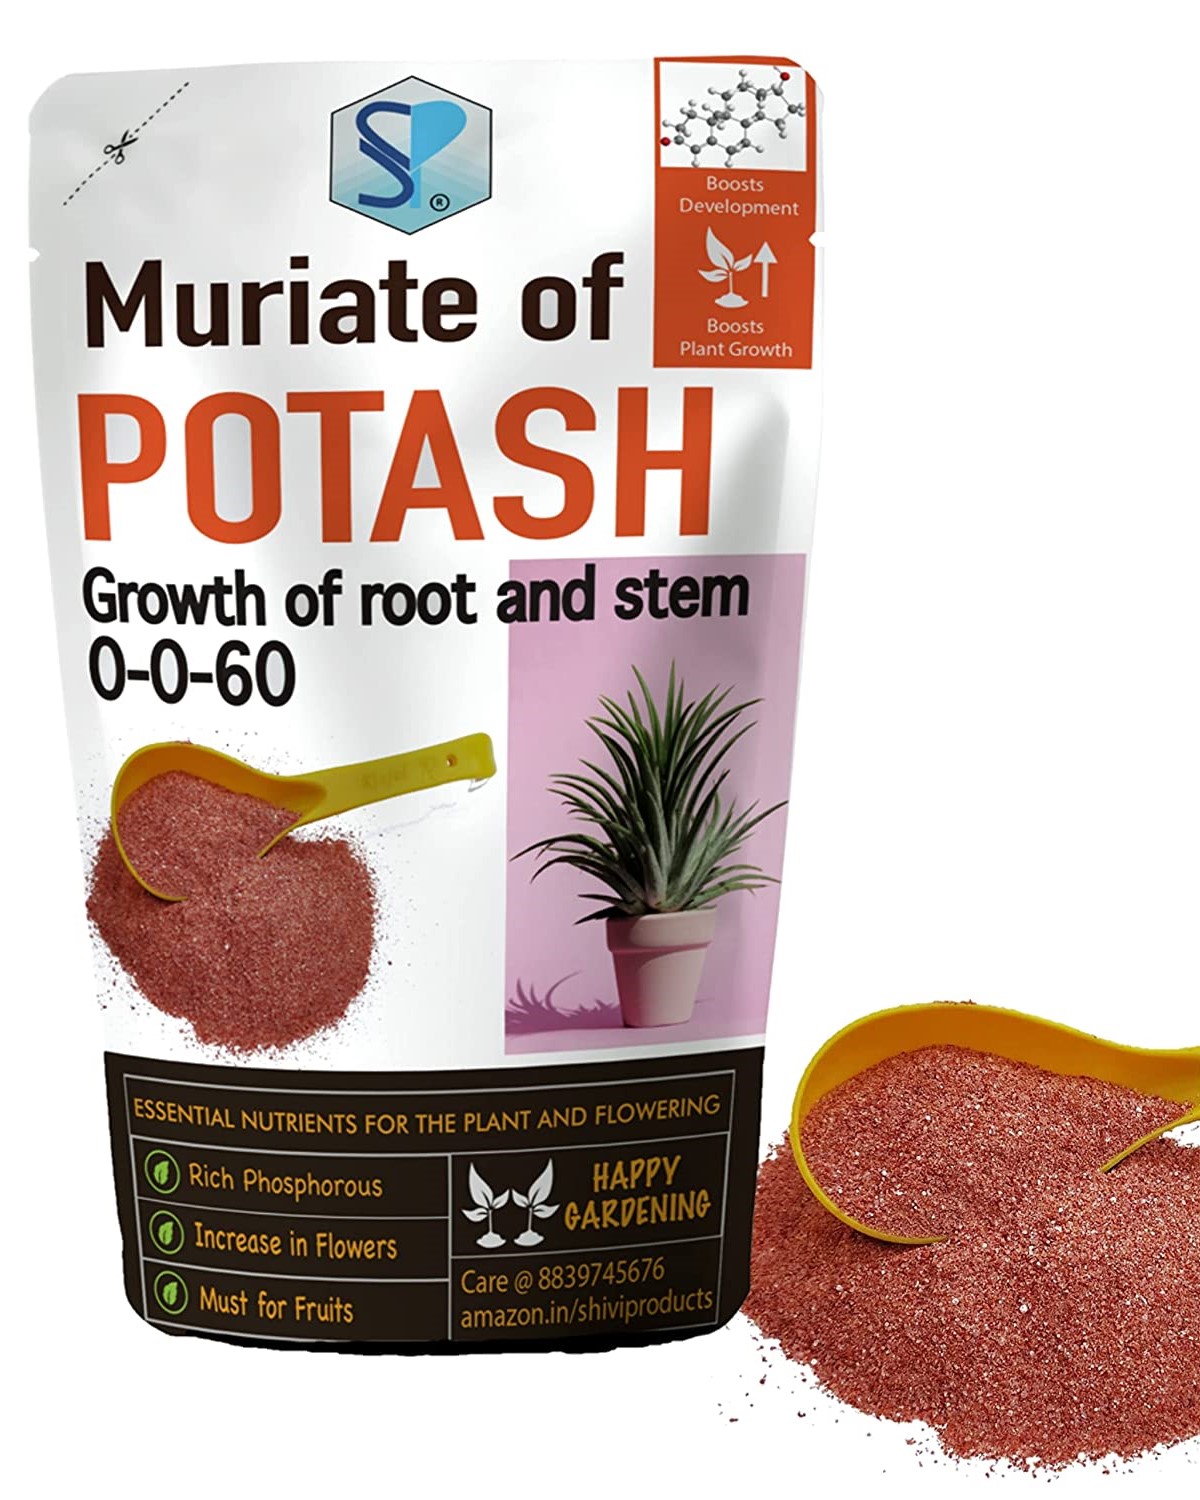 SP
®
Boosts
Development
Boosts
Plant Growth
Muriate of
POTASH
Growth of root and stem
0-0-60
ESSENTIAL NUTRIENTS FOR THE PLANT AND FLOWERING
Rich Phosphorous
Increase in Flowers
Must for Fruits
HAPPY
GARDENING
Care @ 8839745676
amazon.in/shiviproducts